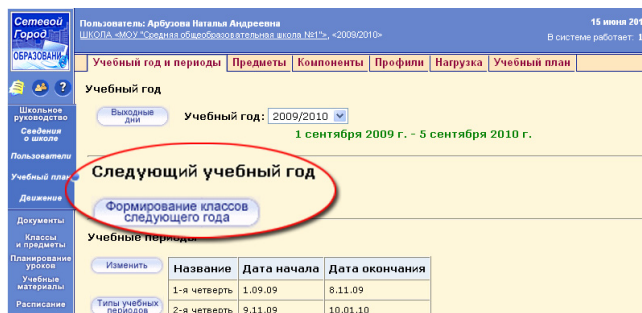 Сетевой
Город
ОБРАЗОВАНИ
Пользователь: Арбузова Наталья Андреевна
15 июня 201
ШКОЛА «МОУ "Средняя общеобразовательная школа №1"», «2009/2010»
В системе работает: 1
Учебный год и периоды Предметы Компоненты Профили Нагрузка Учебный план
Школьное
руководство
Сведения
о школе
Пользователи
Учебный план
Движение
Документы
Классы
и предметы
Планирование
уроков
Учебные
материалы
Расписание
Учебный год
Выходные
дни
Учебный год: 2009/2010
1 сентября 2009 г. - 5 сентября 2010 г.
Следующий учебный год
Формирование классов
следующего года
Учебные периоды
Изменить
Типы учебных
периодов
Название Дата начала Дата окончания
1-я четверть 1.09.09 8.11.09
2-я четверть 9.11.09 10.01.10